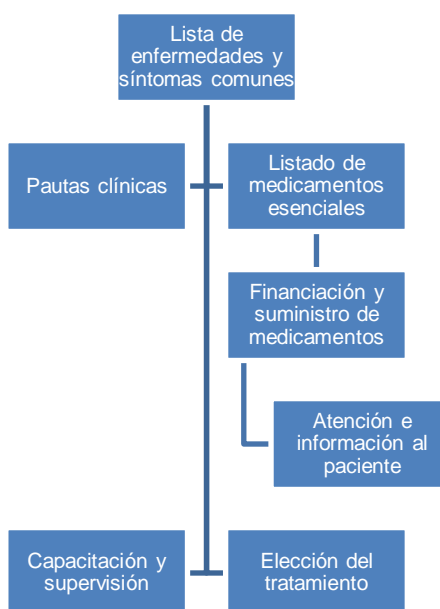 Lista de
enfermedades y
síntomas comunes
Pautas clínicas
Listado de
medicamentos
esenciales
Financiación y
suministro de
medicamentos
Atención e
información al
paciente
Capacitación y
supervisión
Elección del
tratamiento